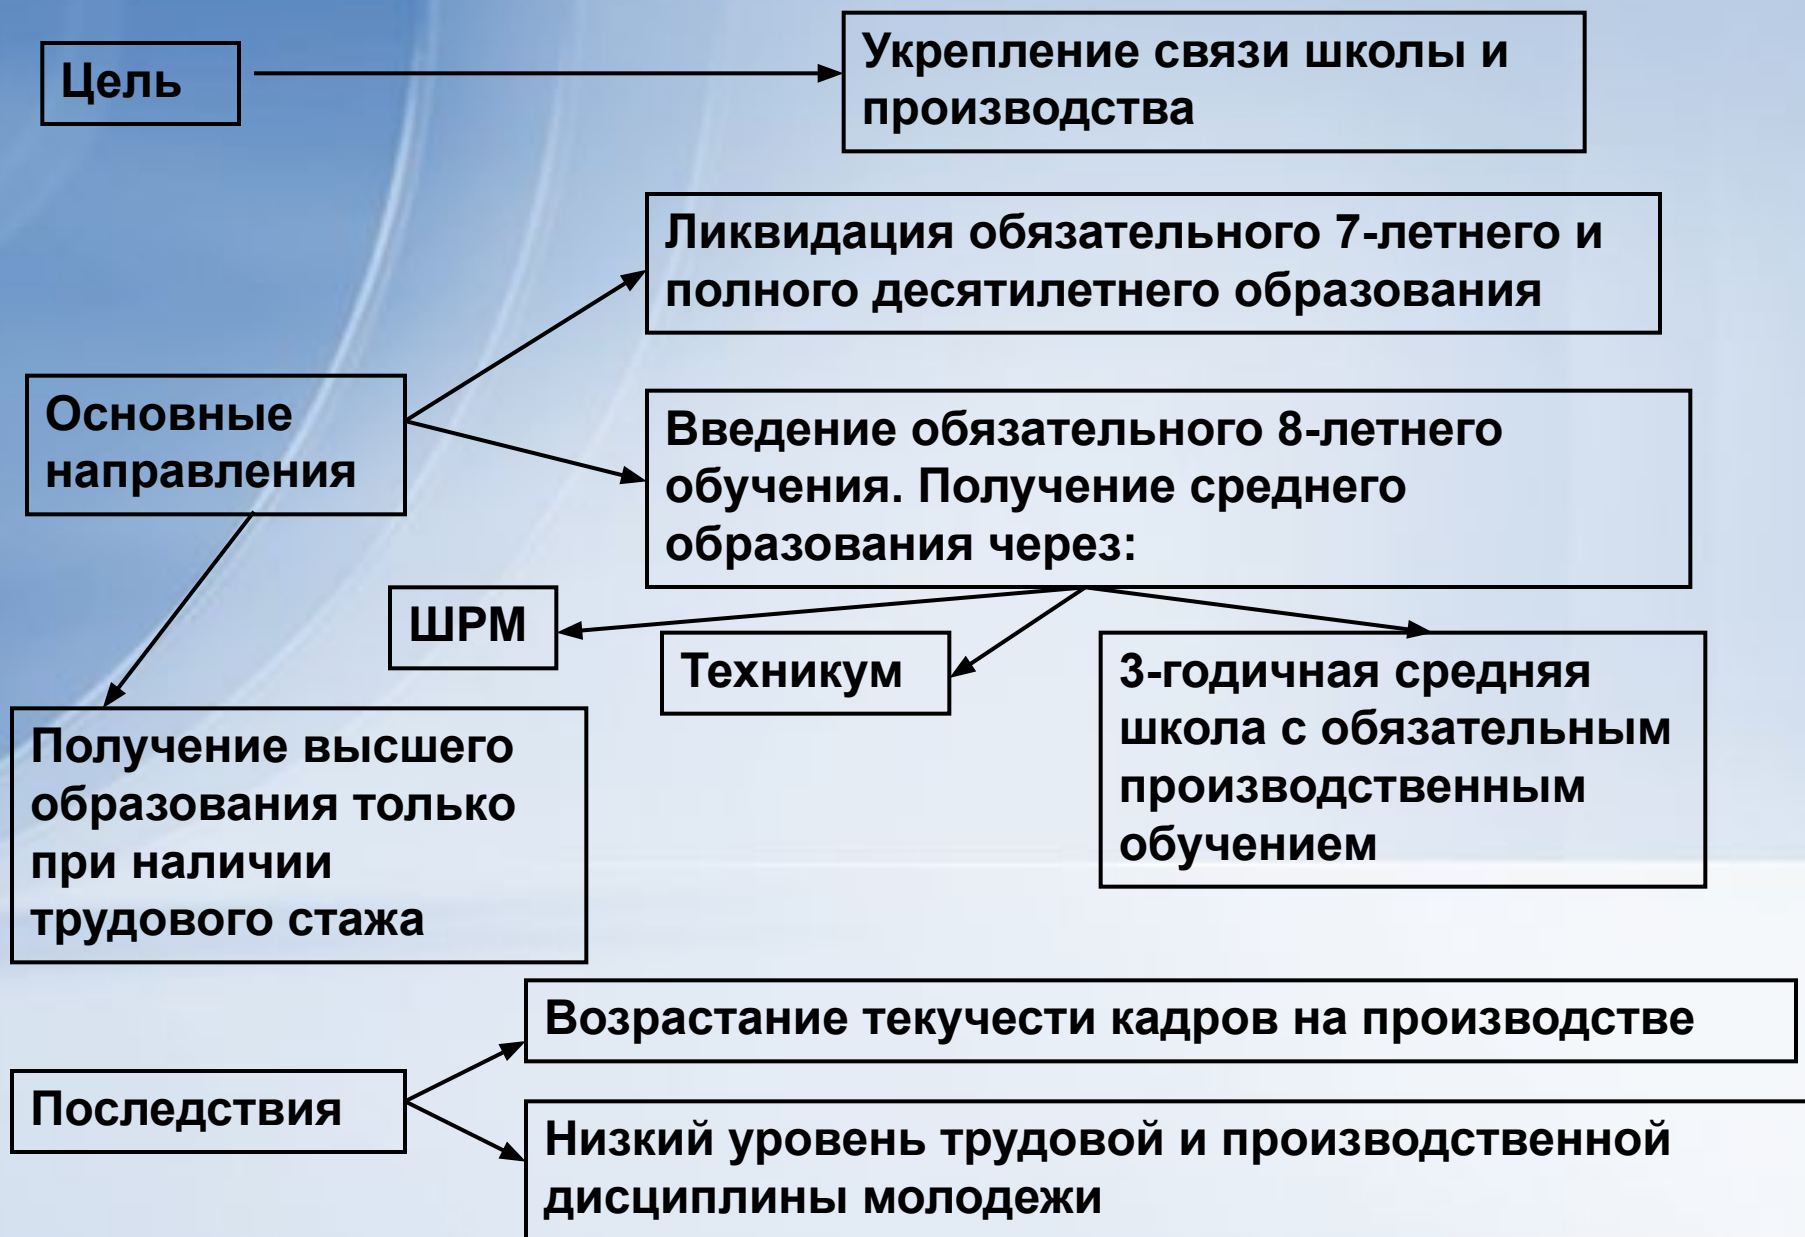 Цель
Укрепление связи школы и
производства
Ликвидация обязательного 7-летнего и
полного десятилетнего образования
Основные
направления
Введение обязательного 8-летнего
обучения. Получение среднего
образования через:
ШРМ
Техникум
3-годичная средняя
школа с обязательным
производственным
обучением
Получение высшего
образования только
при наличии
трудового стажа
Возрастание текучести кадров на производстве
Последствия
Низкий уровень трудовой и производственной
дисциплины молодежи